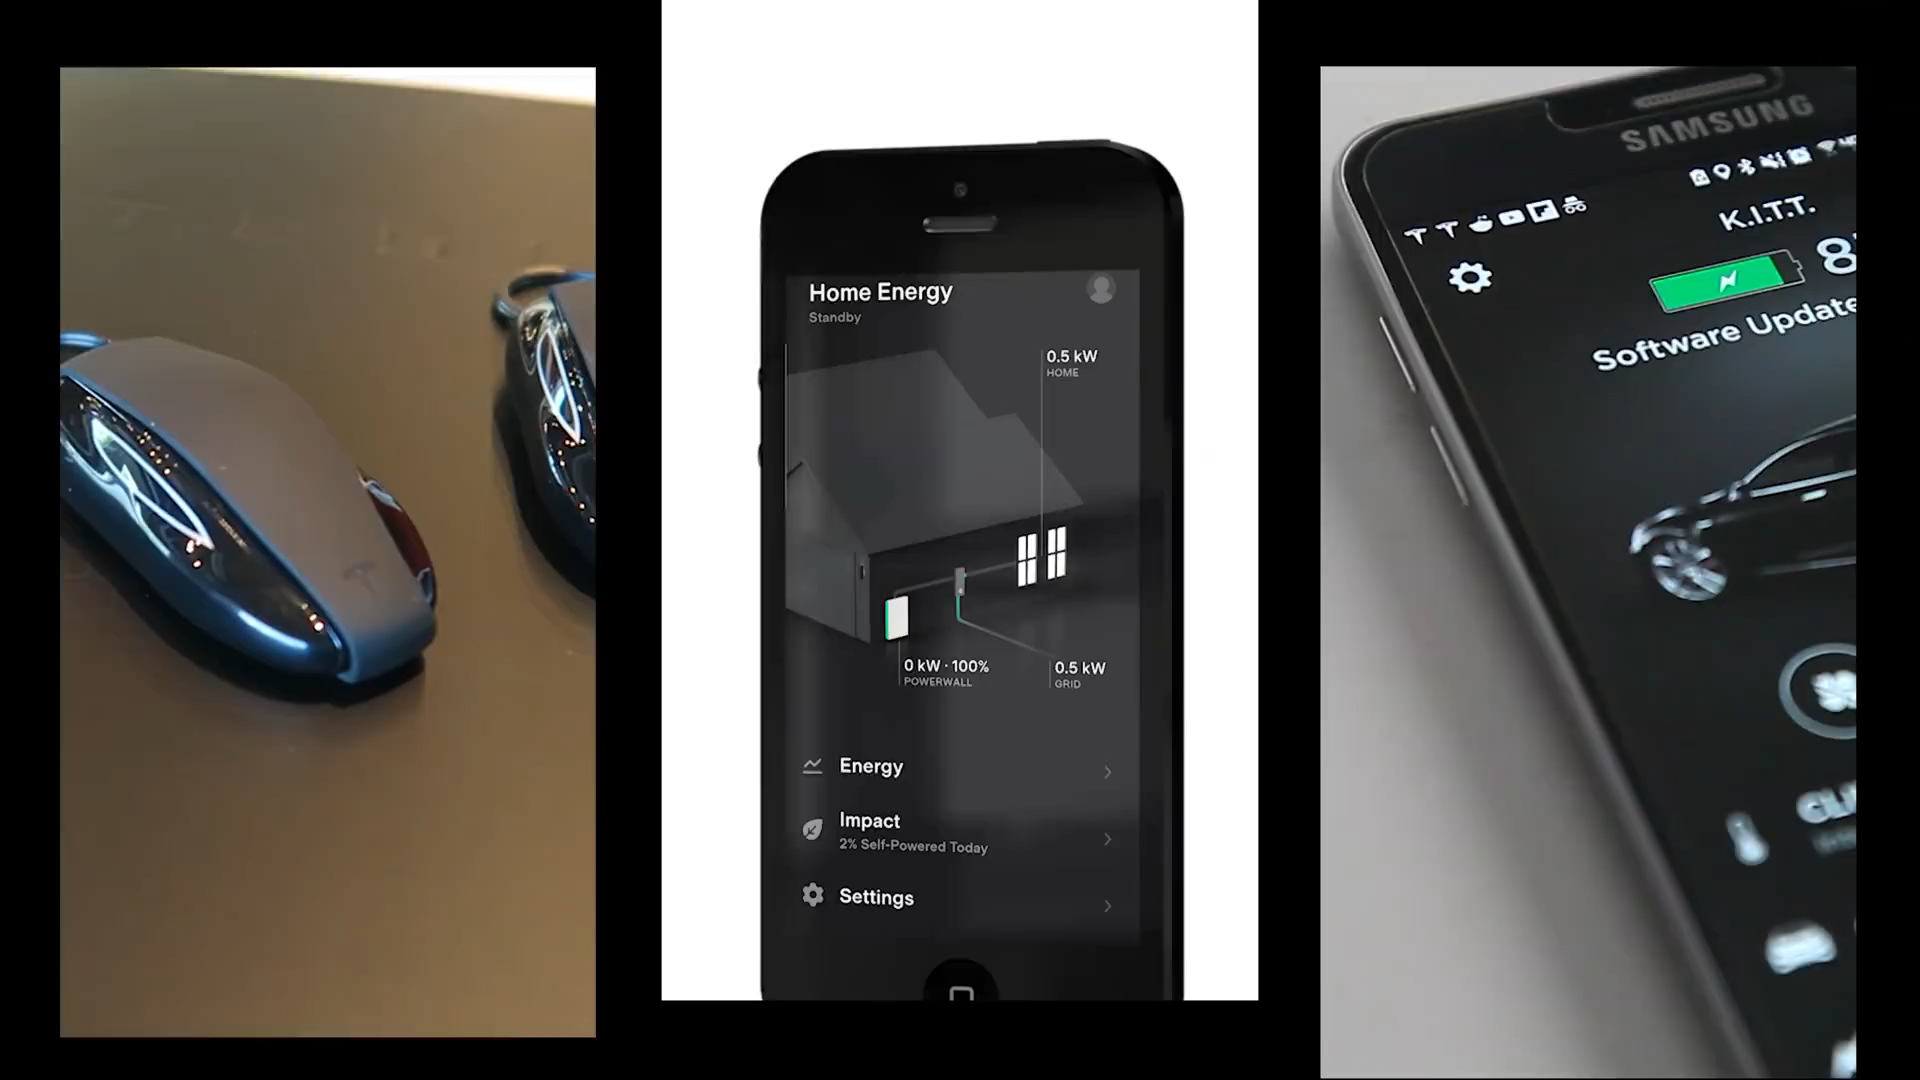 Home Energy
Standby
0.5 kW
HOME
0 kW · 100%
POWERWALL
0.5 kW
GRID
Energy
Impact
2% Self-Powered Today
Settings
SAMSUNG
K.I.T.T.
8
Software Update